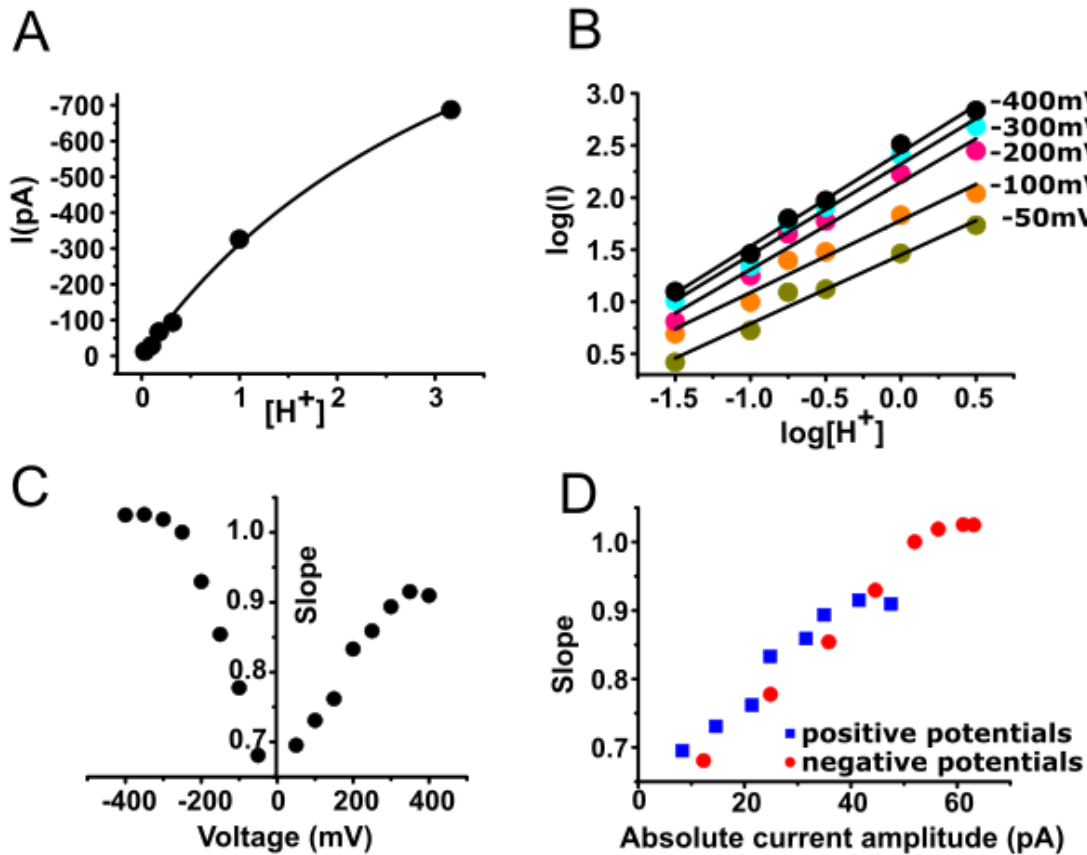 A
I(pA)
-700
-600
-500
-400
-300
-200
-100
0
0 1 2 3
[H+]
B
log(I)
3.0
2.5
2.0
1.5
1.0
0.5
-400mV
-300mV
-200mV
-100mV
-50mV
-1.5 -1.0 -0.5 0.0 0.5
log[H+]
C
Slope
1.0
0.9
0.8
0.7
-400 -200 0 200 400
Voltage (mV)
D
Slope
1.0
0.9
0.8
0.7
positive potentials
negative potentials
0 20 40 60
Absolute current amplitude (pA)